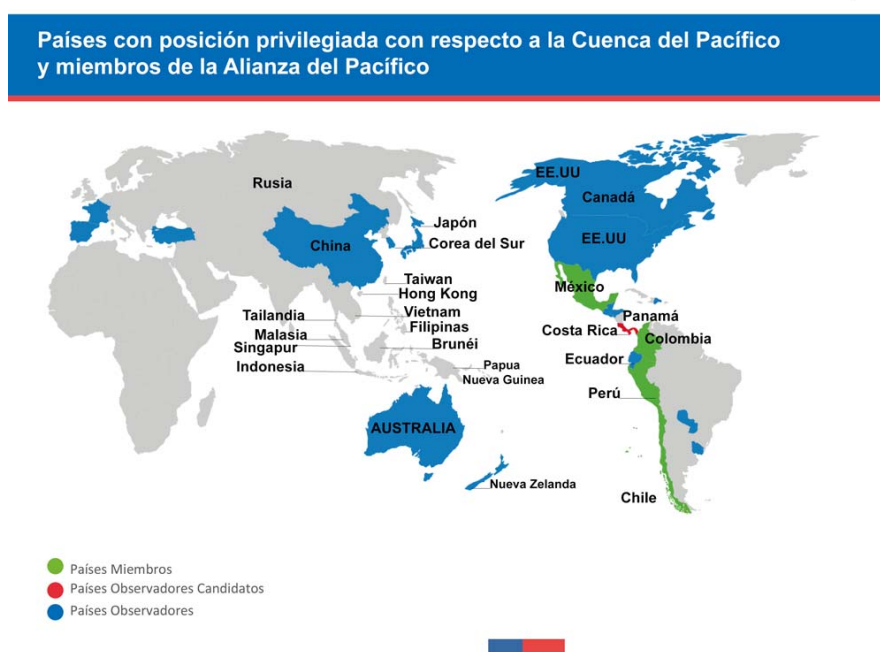 Países con posición privilegiada con respecto a la Cuenca del Pacífico
y miembros de la Alianza del Pacífico
EE.UU
Rusia
Canadá
Japón
China
Corea del Sur
EE.UU
Taiwan
México
Hong Kong
Tailandia
Vietnam
Panamá
Malasia
Filipinas
Costa Rica
Colombia
Singapur
Brunéi
Ecuador
Indonesia
Papua
Nueva Guinea
Perú
AUSTRALIA
Nueva Zelanda
Chile
Países Miembros
Países Observadores Candidatos
Países Observadores